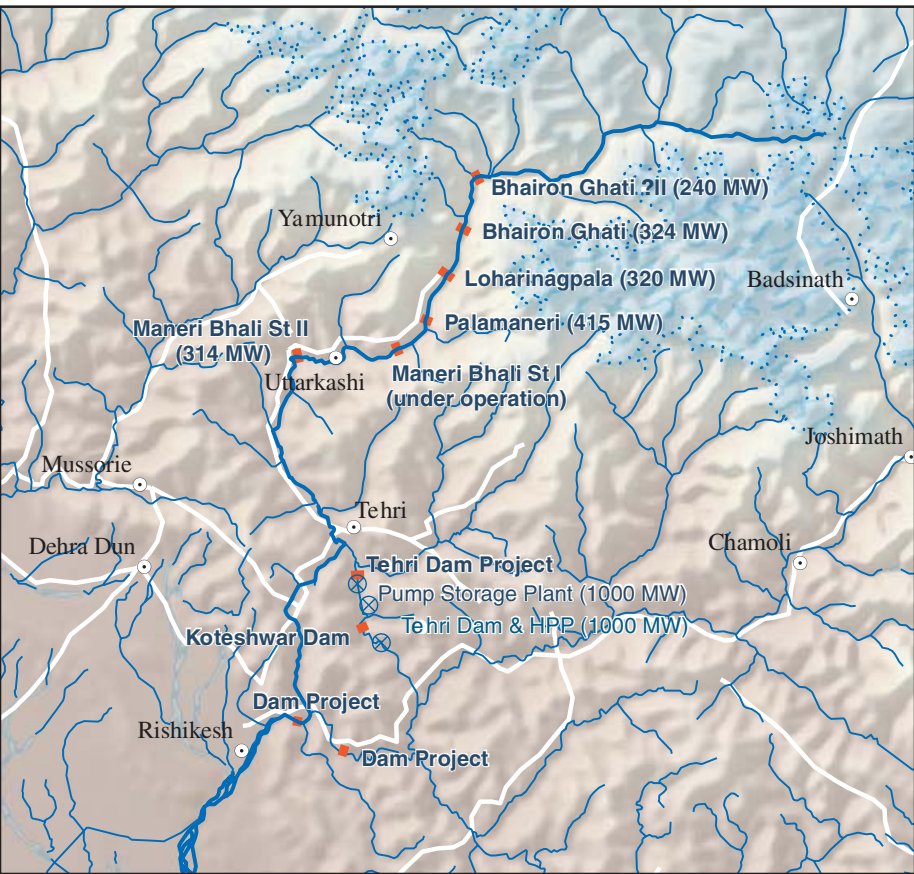 Bhairon Ghati ?II (240 MW)
Yamunotri
Bhairon Ghati (324 MW)
Loharinagpala (320 MW)
Badsinath
Palamaneri (415 MW)
Maneri Bhali St II
(314 MW)
Uttarkashi
Maneri Bhali St I
(under operation)
Joshimath
Mussorie
Tehri
Dehra Dun
Chamoli
Tehri Dam Project
Pump Storage Plant (1000 MW)
Tehri Dam & HPP (1000 MW)
Koteshwar Dam
Dam Project
Rishikesh
Dam Project